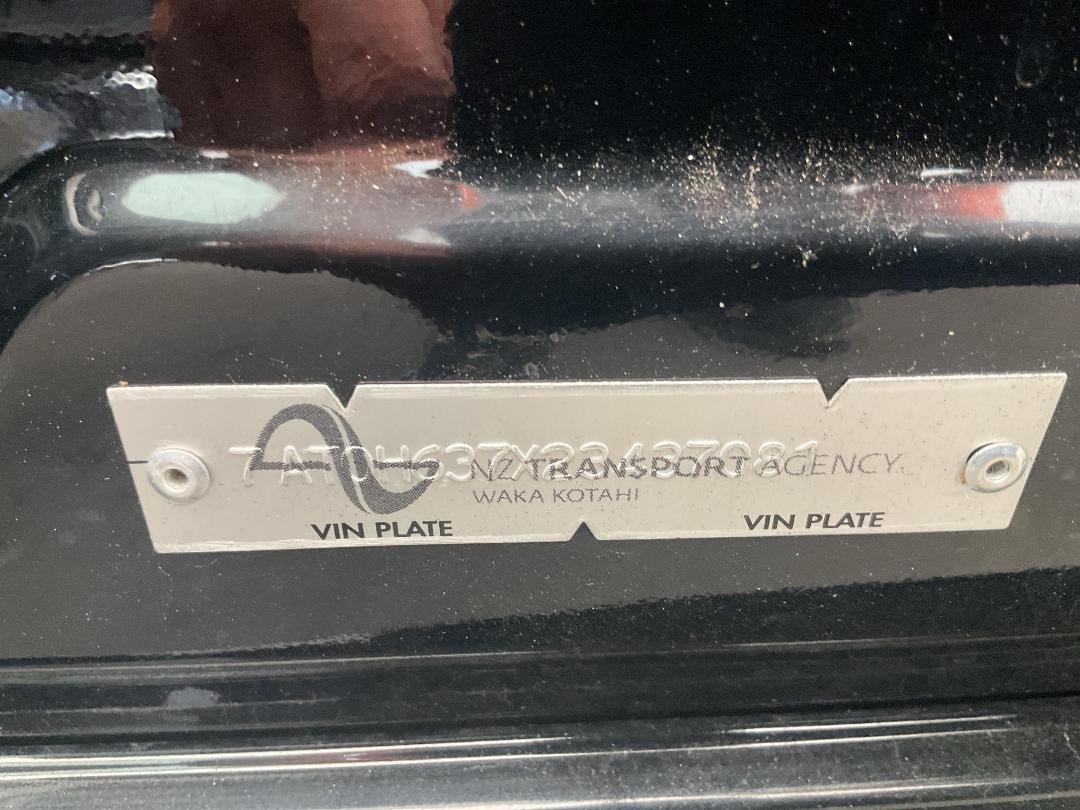 NZ TRANSPORT AGENCY
WAKA KOTAHI
VIN PLATE VIN PLATE